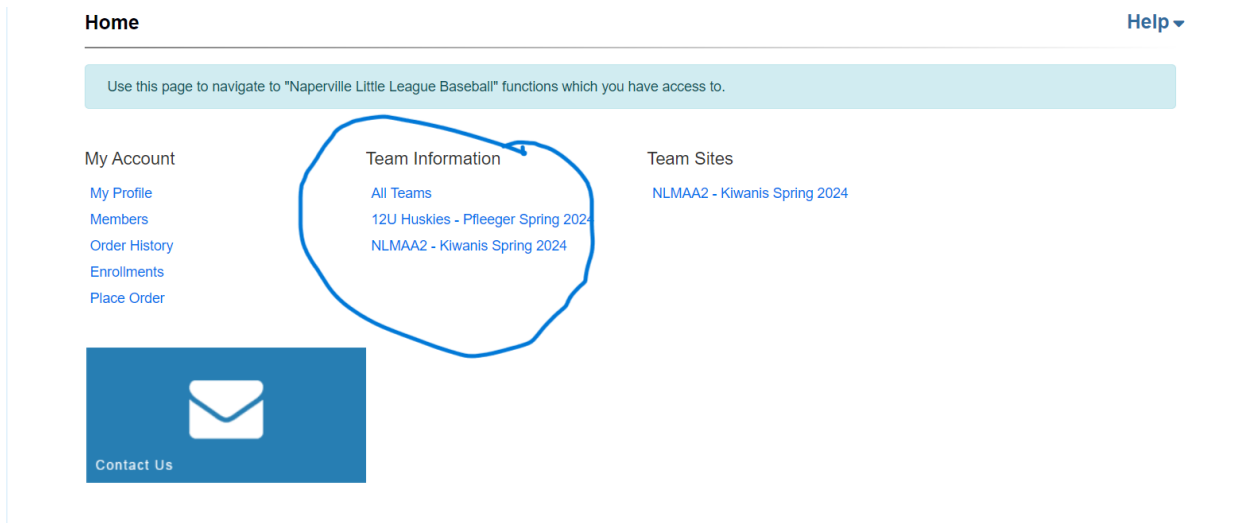 Home
Help
Use this page to navigate to "Naperville Little League Baseball" functions which you have access to.
My Account
My Profile
Members
Order History
Enrollments
Place Order
Team Information
All Teams
12U Huskies - Pfleeger Spring 2024
NLMAA2 - Kiwanis Spring 2024
Team Sites
NLMAA2 - Kiwanis Spring 2024
Contact Us